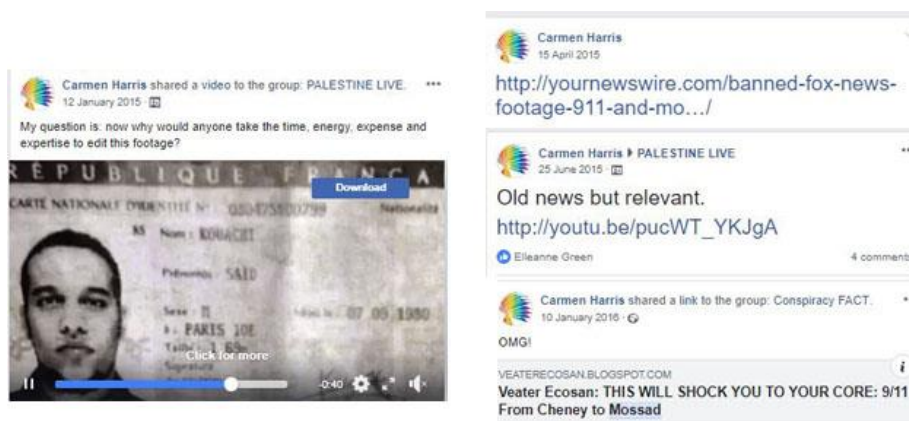 Carmen Harris shared a video to the group: PALESTINE LIVE.
12 January 2015
My question is: now why would anyone take the time, energy, expense and
expertise to edit this footage?
RÉPUBLIQUE FRANÇA
Download
CARTE NATIONALE D'IDENTITÉ N° :
Nationalité
Nom : KOUACHI
Prénoms : SAID
Sexe : M
07 09 1980
à : PARIS 10E
Taille : 1,69m
Click for more
Signature
-0:40
Carmen Harris
15 April 2015
http://yournewswire.com/banned-fox-news-
footage-911-and-mo…/
Carmen Harris ▸ PALESTINE LIVE
25 June 2015
Old news but relevant.
http://youtu.be/pucWT_YKJgA
Elleanne Green
4 comments
Carmen Harris shared a link to the group: Conspiracy FACT.
10 January 2016
OMG!
VEATERECOSAN.BLOGSPOT.COM
Veater Ecosan: THIS WILL SHOCK YOU TO YOUR CORE: 9/11
From Cheney to Mossad